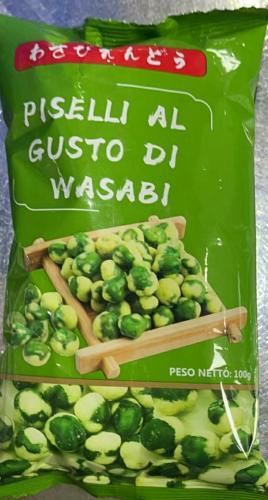 わさびえんどう
PISELLI AL
GUSTO DI
WASABI
PESO NETTO: 100g